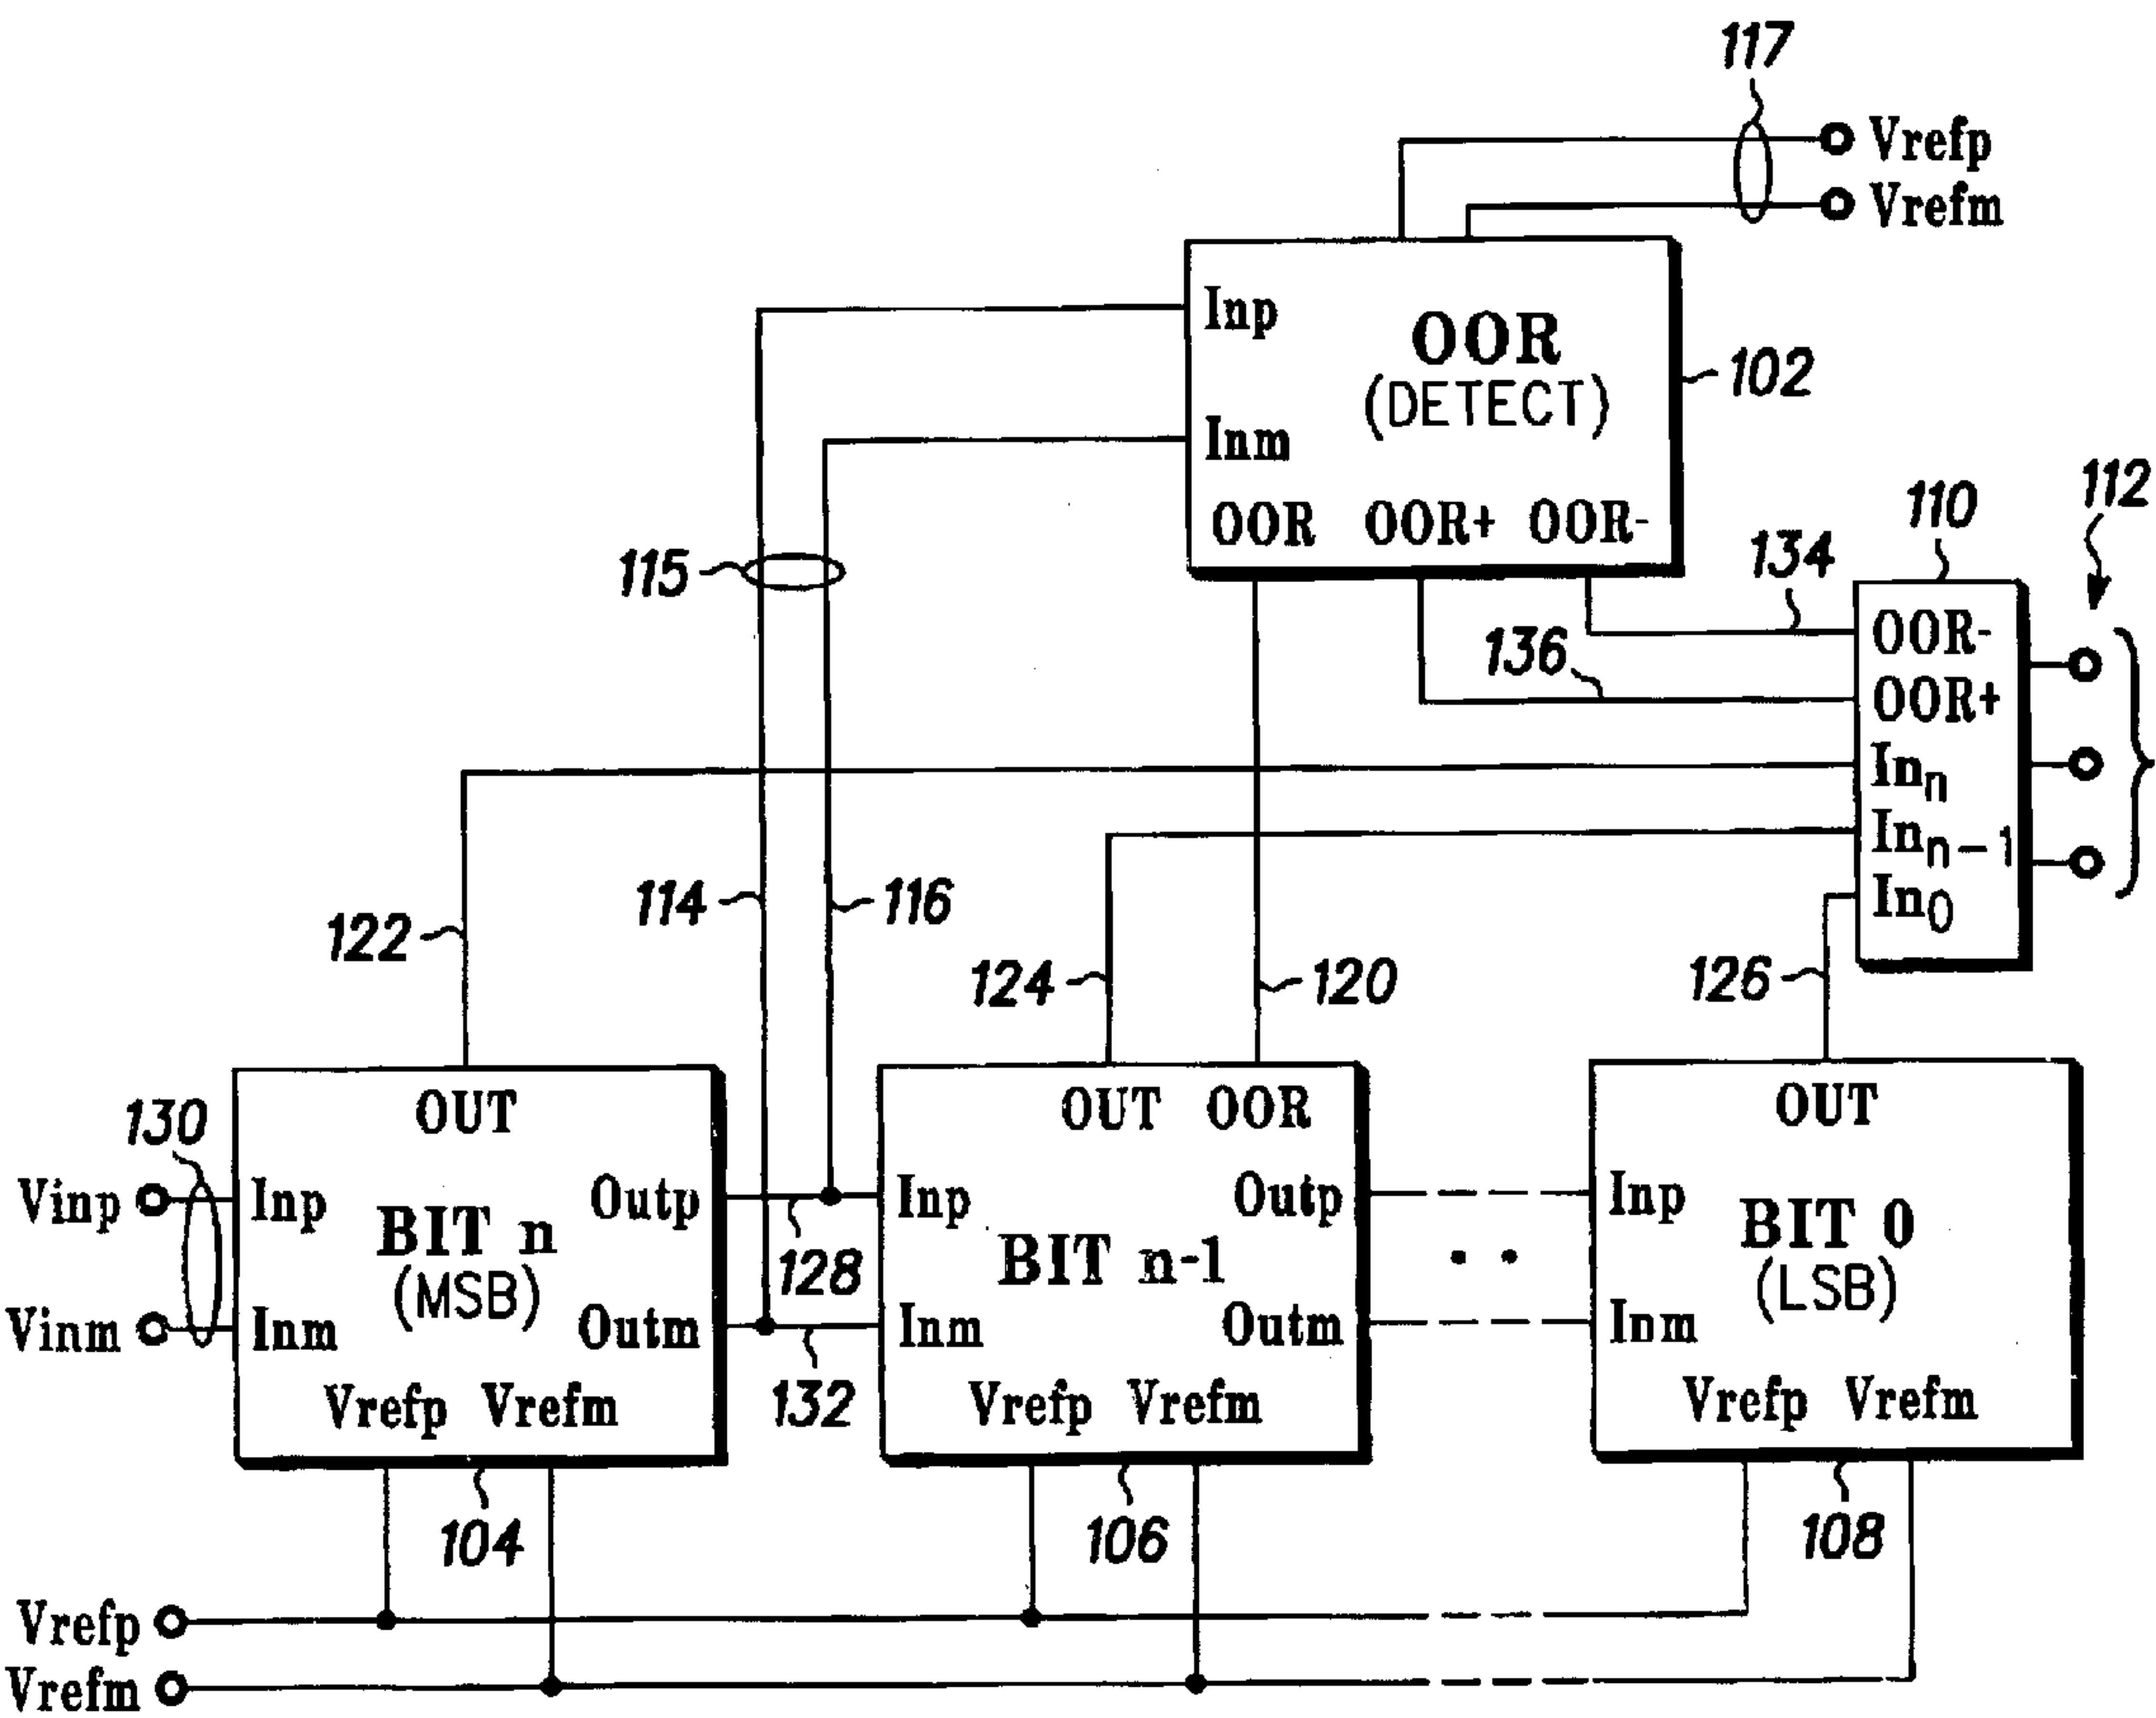 117
Vrefp
Vrefm
Inp
OOR
(DETECT)
102
Inm
OOR OOR+ OOR-
112
110
134
115
136
OOR-
OOR+
Inn
Inn-1
In0
114
116
122
124
120
126
130
OUT
OUT OOR
OUT
Vinp
Inp
Outp
BIT n
(MSB)
128
Inp
Outp
BIT n-1
Inp
BIT 0
(LSB)
Vinm
Inm
Outm
132
Inm
Outm
Inm
Vrefp Vrefm
Vrefp Vrefm
Vrefp Vrefm
104
106
108
Vrefp
Vrefm